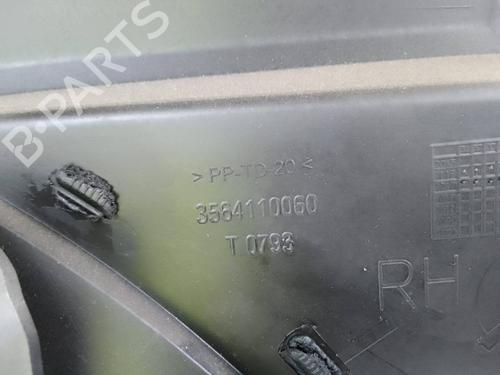 B-PARTS
> PP-TD 20 <
3564110060
T 0793
RH